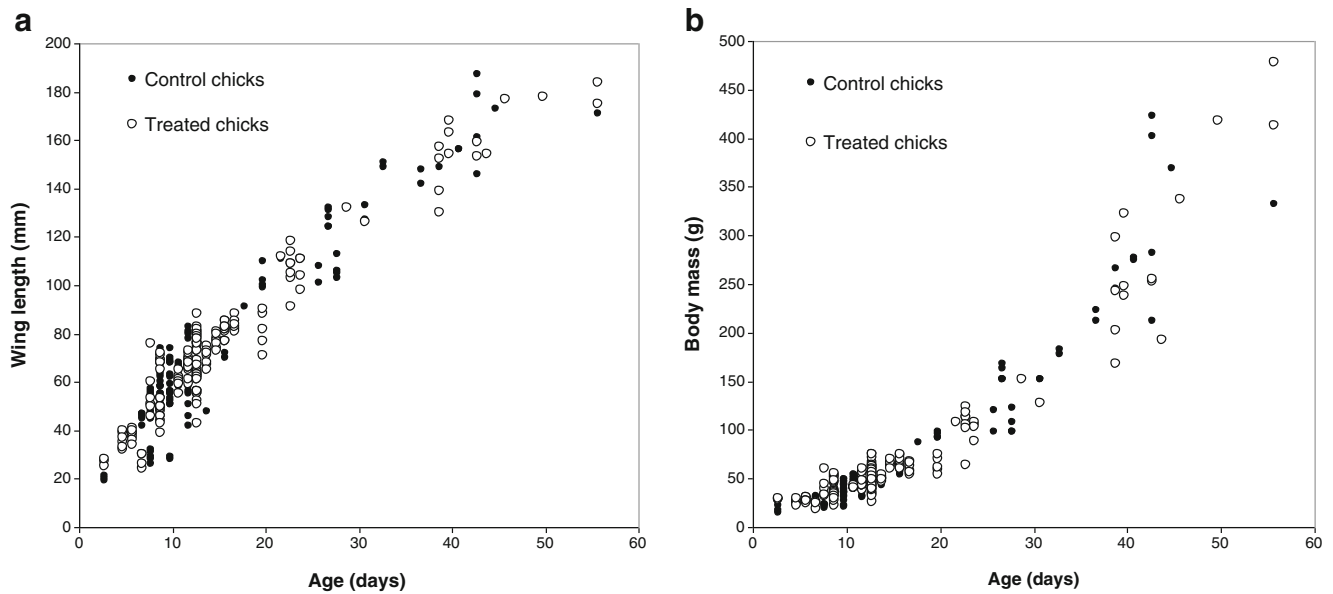 a
200
180
160
140
120
100
80
60
40
20
0
Wing length (mm)
Control chicks
Treated chicks
0 10 20 30 40 50 60
Age (days)
b
500
450
400
350
300
250
200
150
100
50
0
Body mass (g)
Control chicks
Treated chicks
0 10 20 30 40 50 60
Age (days)